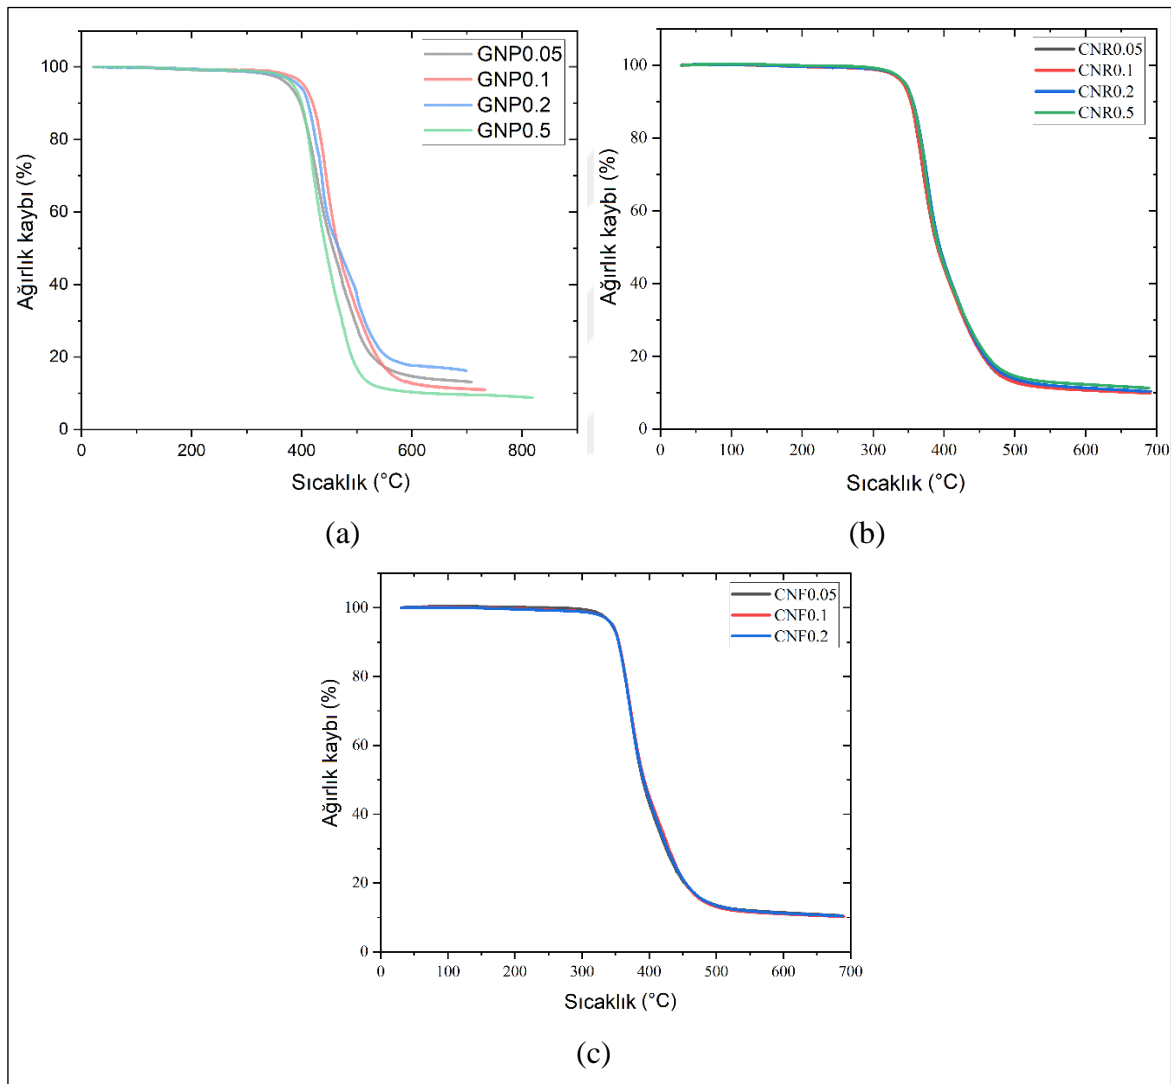 GNP0.05
GNP0.1
GNP0.2
GNP0.5
100
80
60
40
20
0
Ağırlık kaybı (%)
0 200 400 600 800
Sıcaklık (°C)
(a)
CNR0.05
CNR0.1
CNR0.2
CNR0.5
100
80
60
40
20
0
Ağırlık kaybı (%)
0 100 200 300 400 500 600 700
Sıcaklık (°C)
(b)
CNF0.05
CNF0.1
CNF0.2
100
80
60
40
20
0
Ağırlık kaybı (%)
0 100 200 300 400 500 600 700
Sıcaklık (°C)
(c)